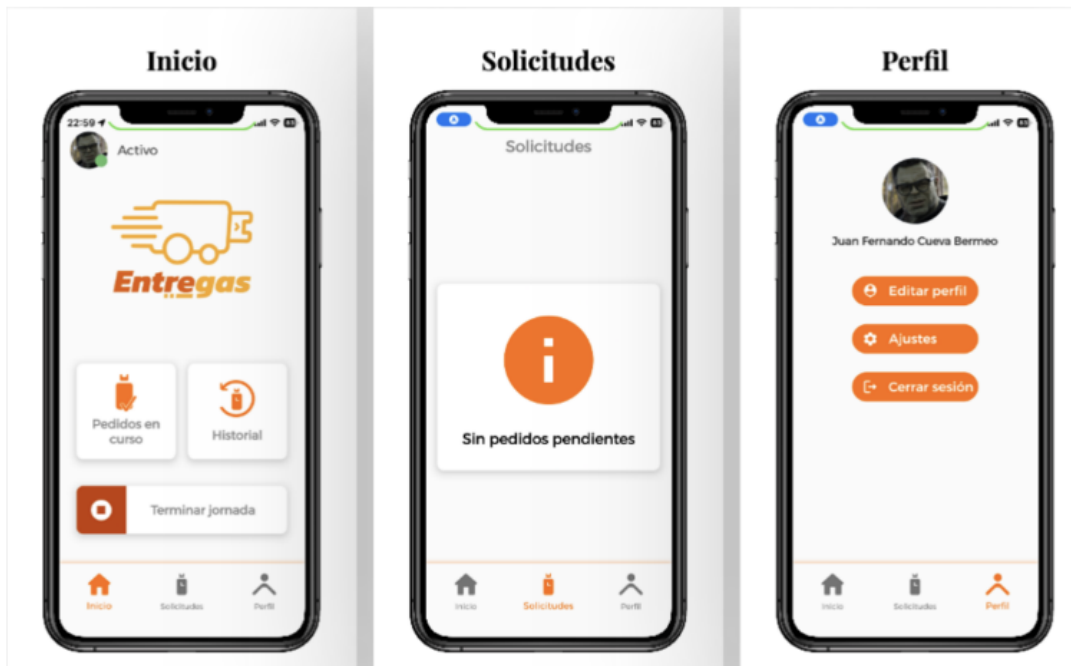 Inicio
22:59
Activo
Entregas
Pedidos en
curso
Historial
Terminar jornada
Inicio
Solicitudes
Perfil
Solicitudes
Solicitudes
Sin pedidos pendientes
Inicio
Solicitudes
Perfil
Perfil
Juan Fernando Cueva Bermeo
Editar perfil
Ajustes
Cerrar sesión
Inicio
Solicitudes
Perfil